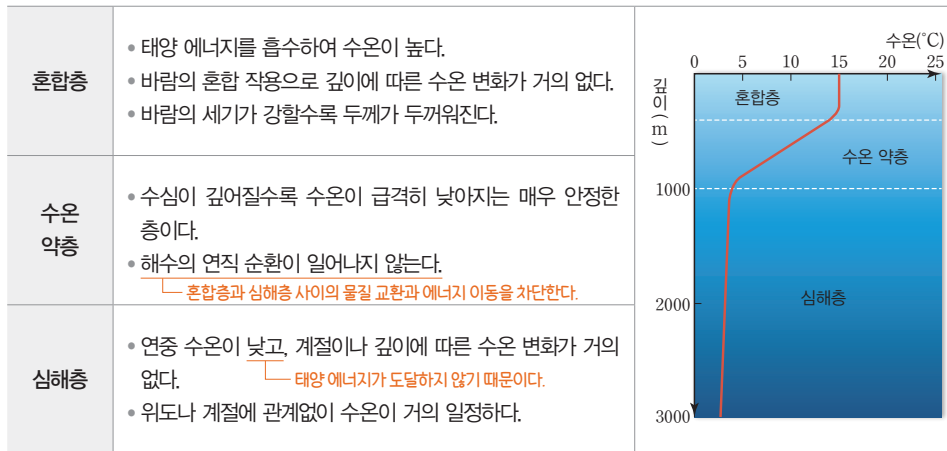 혼합층
• 태양 에너지를 흡수하여 수온이 높다.
• 바람의 혼합 작용으로 깊이에 따른 수온 변화가 거의 없다.
• 바람의 세기가 강할수록 두께가 두꺼워진다.
수온
약층
• 수심이 깊어질수록 수온이 급격히 낮아지는 매우 안정한
층이다.
• 해수의 연직 순환이 일어나지 않는다.
혼합층과 심해층 사이의 물질 교환과 에너지 이동을 차단한다.
심해층
• 연중 수온이 낮고, 계절이나 깊이에 따른 수온 변화가 거의
없다.
태양 에너지가 도달하지 않기 때문이다.
• 위도나 계절에 관계없이 수온이 거의 일정하다.
수온(°C)
0 5 10 15 20 25
깊이(m)
혼합층
수온 약층
1000
심해층
2000
3000